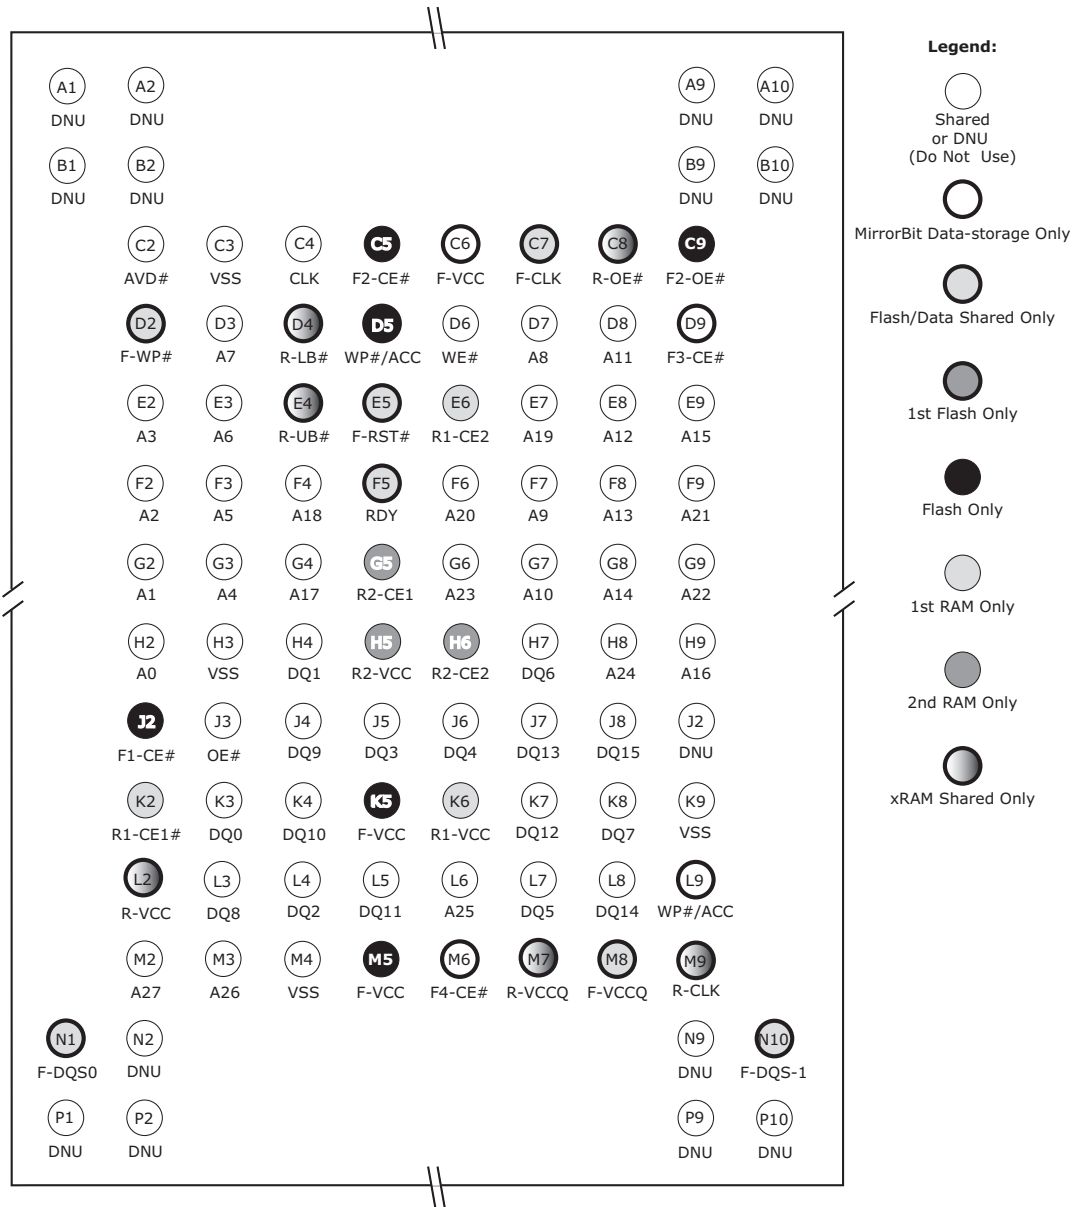 Legend:
A1 A2 A9 A10
DNU DNU DNU DNU
Shared
or DNU
(Do Not Use)
B1 B2 B9 B10
DNU DNU DNU DNU
MirrorBit Data-storage Only
C2 C3 C4 C5 C6 C7 C8 C9
AVD# VSS CLK F2-CE# F-VCC F-CLK R-OE# F2-OE#
Flash/Data Shared Only
D2 D3 D4 D5 D6 D7 D8 D9
F-WP# A7 R-LB# WP#/ACC WE# A8 A11 F3-CE#
E2 E3 E4 E5 E6 E7 E8 E9
A3 A6 R-UB# F-RST# R1-CE2 A19 A12 A15
1st Flash Only
F2 F3 F4 F5 F6 F7 F8 F9
A2 A5 A18 RDY A20 A9 A13 A21
Flash Only
G2 G3 G4 G5 G6 G7 G8 G9
A1 A4 A17 R2-CE1 A23 A10 A14 A22
1st RAM Only
H2 H3 H4 H5 H6 H7 H8 H9
A0 VSS DQ1 R2-VCC R2-CE2 DQ6 A24 A16
2nd RAM Only
J2 J3 J4 J5 J6 J7 J8 J2
F1-CE# OE# DQ9 DQ3 DQ4 DQ13 DQ15 DNU
K2 K3 K4 K5 K6 K7 K8 K9
R1-CE1# DQ0 DQ10 F-VCC R1-VCC DQ12 DQ7 VSS
xRAM Shared Only
L2 L3 L4 L5 L6 L7 L8 L9
R-VCC DQ8 DQ2 DQ11 A25 DQ5 DQ14 WP#/ACC
M2 M3 M4 M5 M6 M7 M8 M9
A27 A26 VSS F-VCC F4-CE# R-VCCQ F-VCCQ R-CLK
N1 N2 N9 N10
F-DQS0 DNU DNU F-DQS-1
P1 P2 P9 P10
DNU DNU DNU DNU